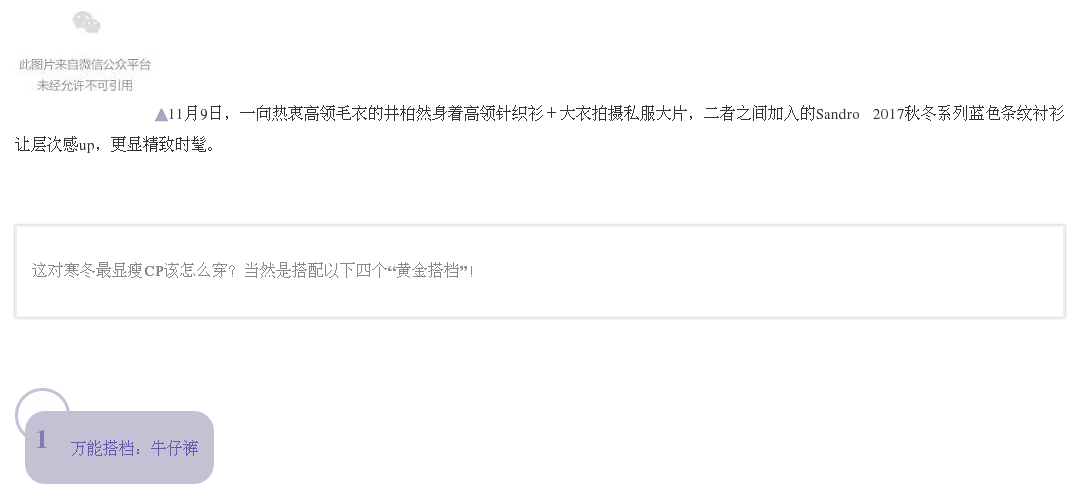 此图片来自微信公众平台
未经允许不可引用
▲11月9日，一向热衷高领毛衣的井柏然身着高领针织衫＋大衣拍摄私服大片，二者之间加入的Sandro 2017秋冬系列蓝色条纹衬衫
让层次感up，更显精致时髦。
这对寒冬最显瘦CP该怎么穿？当然是搭配以下四个“黄金搭档”！
1 万能搭档：牛仔裤